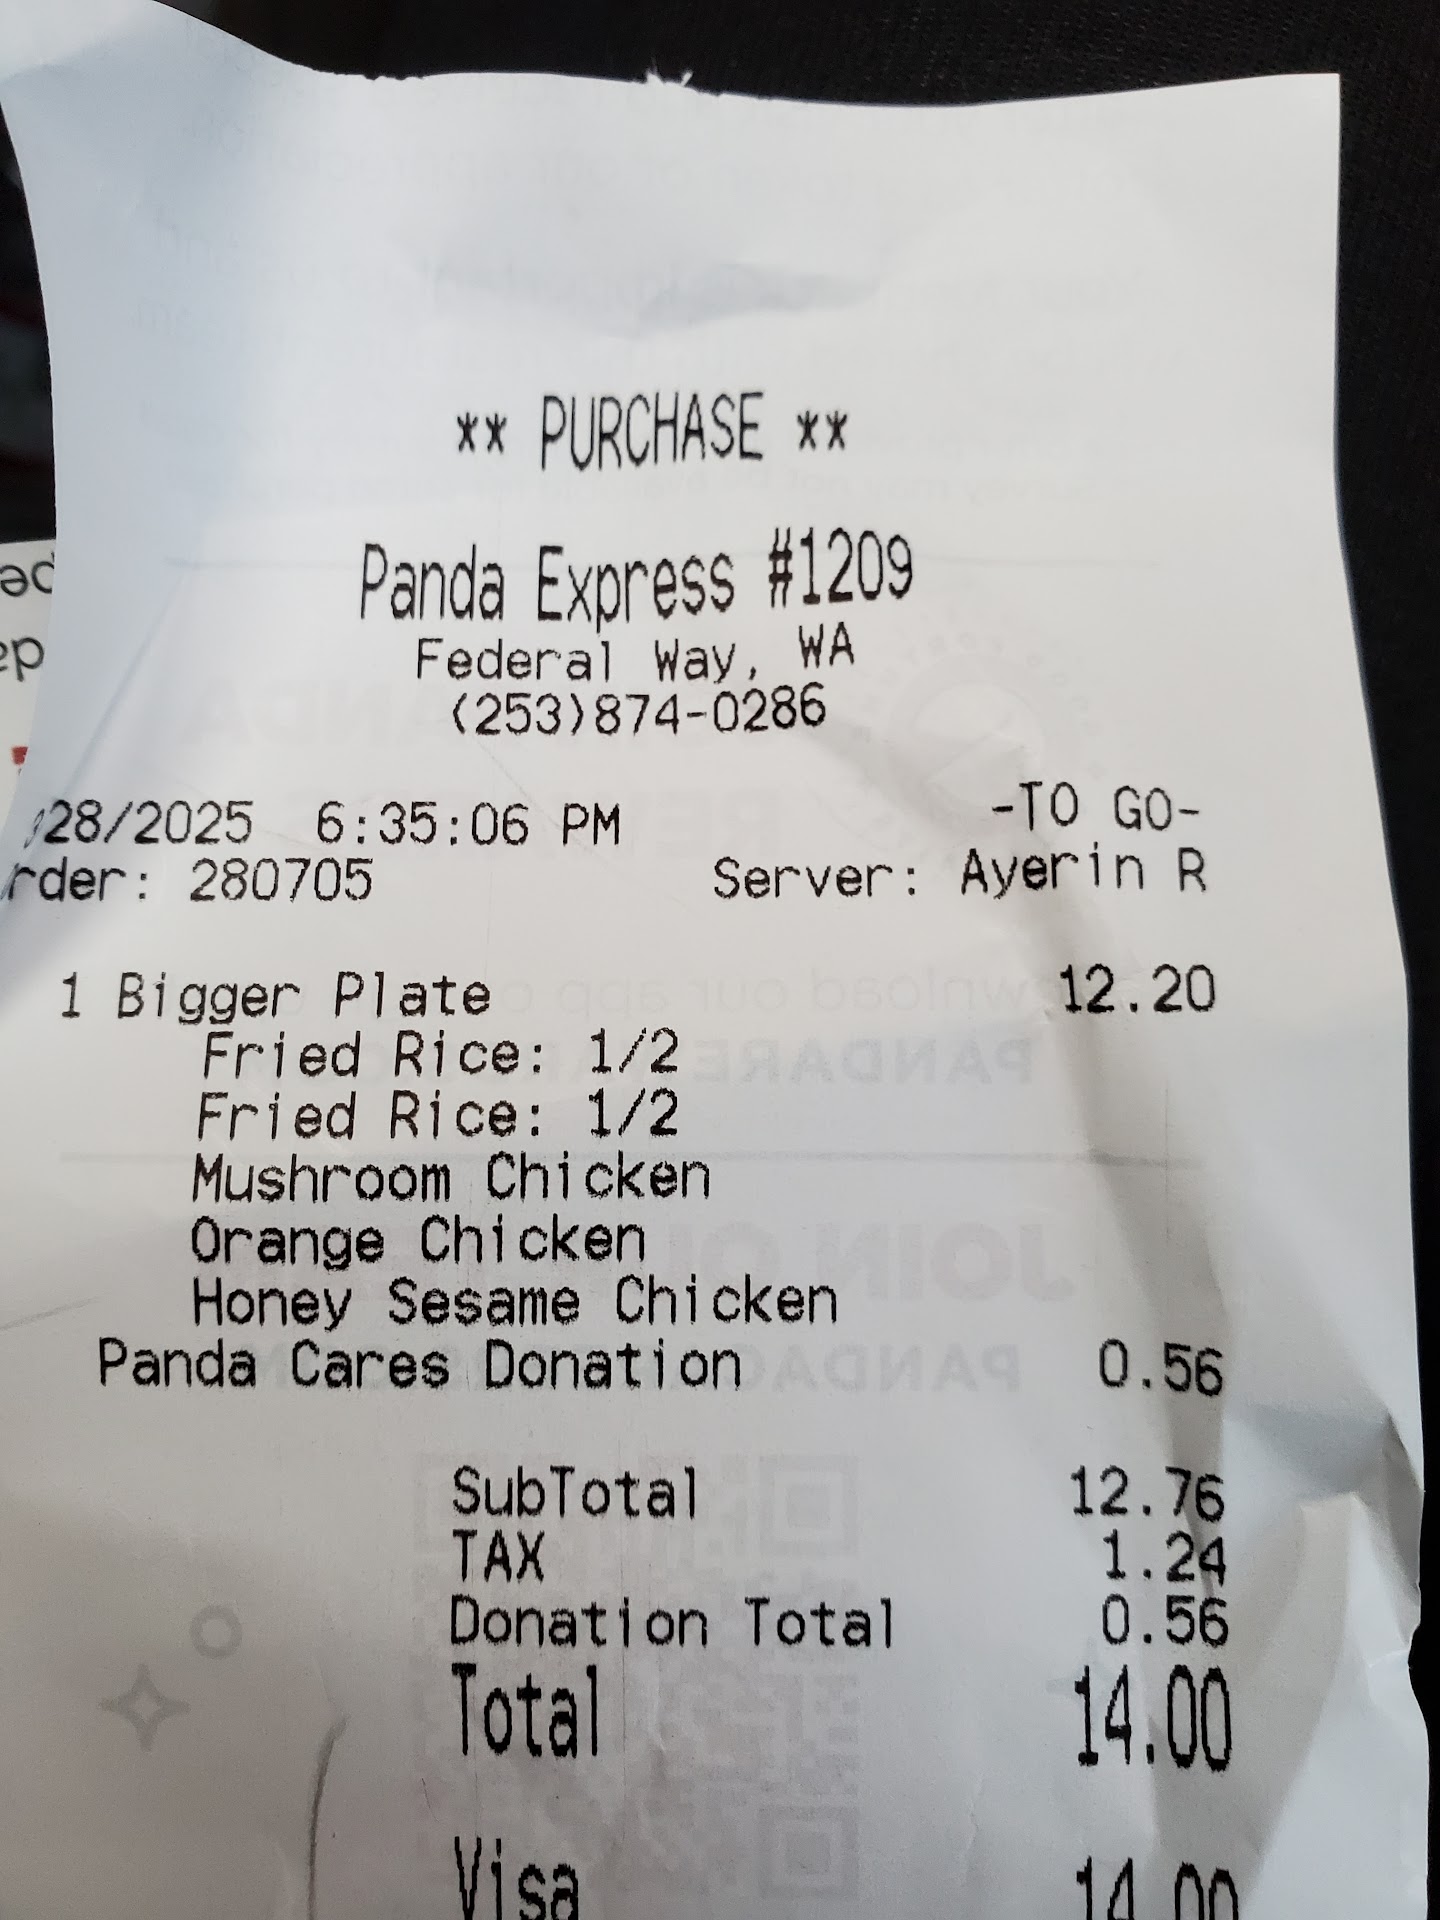 ** PURCHASE **
Panda Express #1209
Federal Way, WA
(253)874-0286
28/2025 6:35:06 PM -TO GO-
rder: 280705 Server: Ayerin R
1 Bigger Plate 12.20
Fried Rice: 1/2
Fried Rice: 1/2
Mushroom Chicken
Orange Chicken
Honey Sesame Chicken
Panda Cares Donation 0.56
SubTotal 12.76
TAX 1.24
Donation Total 0.56
Total 14.00
Visa 14.00